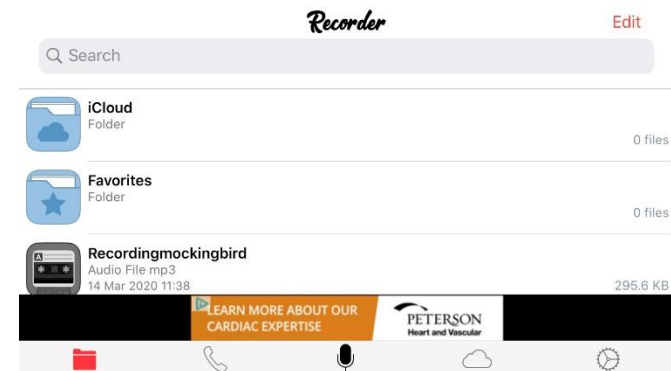 Recorder
Edit
Search
iCloud
Folder
0 files
Favorites
Folder
0 files
Recordingmockingbird
Audio File mp3
14 Mar 2020 11:38
295.6 KB
LEARN MORE ABOUT OUR
CARDIAC EXPERTISE
PETERSON
Heart and Vascular